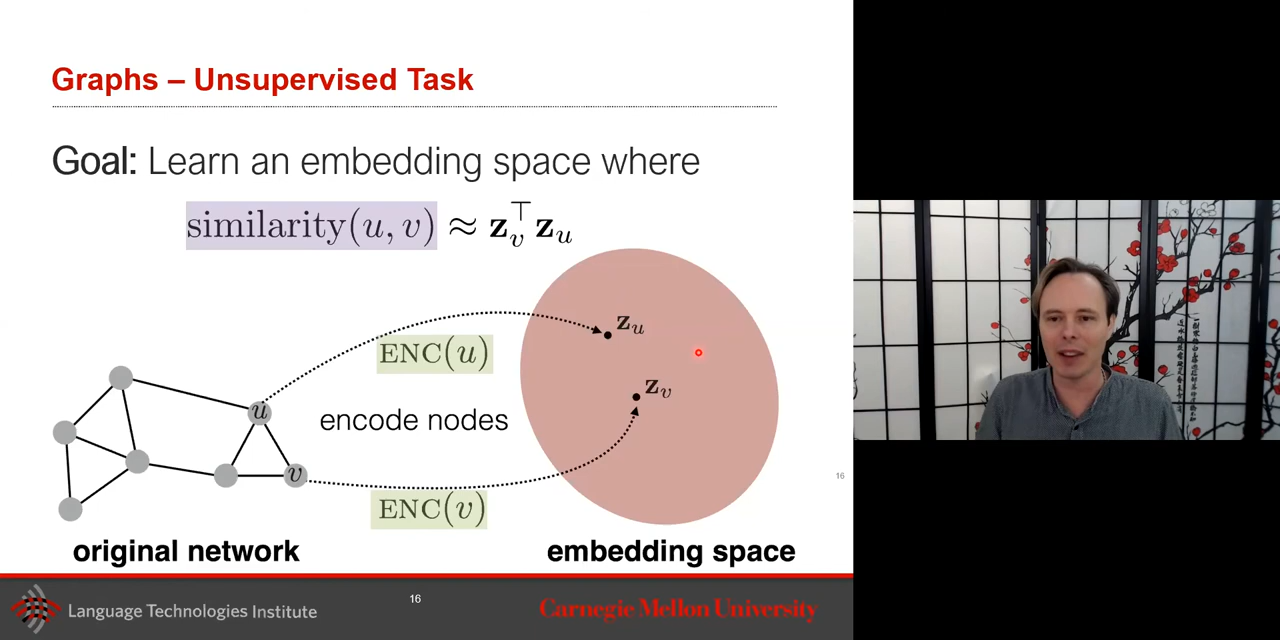 Graphs – Unsupervised Task
Goal: Learn an embedding space where
similarity(u, v) ≈ z_v^⊤ z_u
z_u
ENC(u)
z_v
u
encode nodes
v
ENC(v)
original network
embedding space
16
16
Language Technologies Institute
Carnegie Mellon University